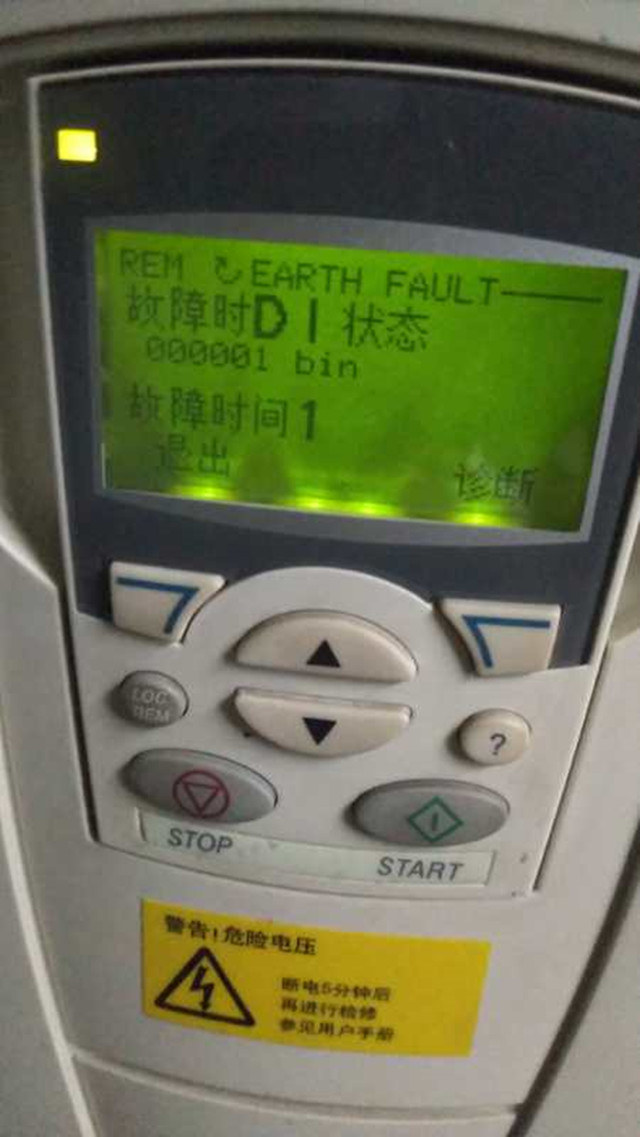 REM ↻ EARTH FAULT
故障时DI状态
000001 bin
故障时间1
退出 诊断
LOC
REM
?
STOP
START
警告!危险电压
断电5分钟后
再进行检修
参见用户手册